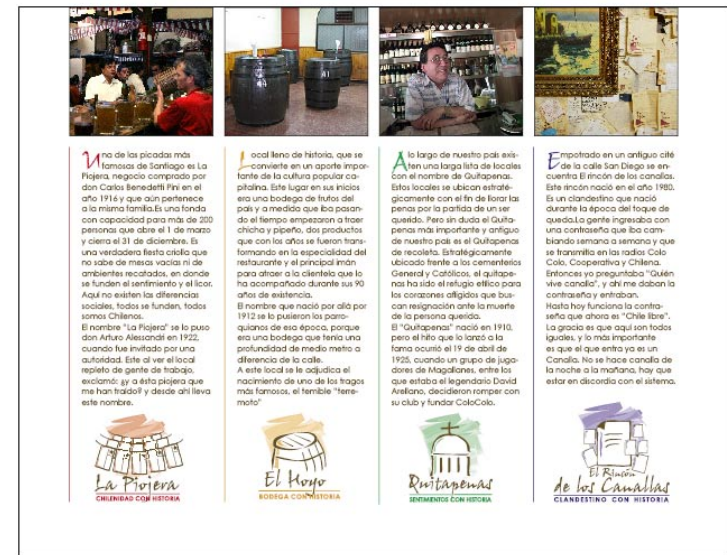 Una de las picadas más
famosas de Santiago es La
Piojera, negocio comprado por
don Carlos Benedetti Pini en el
año 1916 y que aún pertenece
a la misma familia.Es una fonda
con capacidad para más de 200
personas que abre el 1 de marzo
y cierra el 31 de diciembre. Es
una verdadera fiesta criolla que
no sabe de mesas vacías ni de
ambientes recatados, en donde
se funden el sentimiento y el licor.
Aquí no existen las diferencias
sociales, todos se funden, todos
somos Chilenos.
El nombre "La Piojera" se lo puso
don Arturo Alessandri en 1922,
cuando fue invitado por una
autoridad. Este al ver el local
repleto de gente de trabajo,
exclamó: ¿y a ésta piojera que
me han traído? y desde ahí lleva
este nombre.
La Piojera
CHILENIDAD CON HISTORIA
Local lleno de historia, que se
convierte en un aporte impor-
tante de la cultura popular ca-
pitalina. Este lugar en sus inicios
era una bodega de frutos del
país y a medida que iba pasan-
do el tiempo empezaron a traer
chicha y pipeño, dos productos
que con los años se fueron trans-
formando en la especialidad del
restaurante y el principal imán
para atraer a la clientela que lo
ha acompañado durante sus 90
años de existencia.
El nombre que nació por allá por
1912 se lo pusieron los parro-
quianos de esa época, porque
era una bodega que tenía una
profundidad de medio metro a
diferencia de la calle.
A este local se le adjudica el
nacimiento de uno de los tragos
más famosos, el terrible "terre-
moto"
El Hoyo
BODEGA CON HISTORIA
A lo largo de nuestro país exis-
ten una larga lista de locales
con el nombre de Quitapenas.
Estos locales se ubican estraté-
gicamente con el fin de llorar las
penas por la partida de un ser
querido. Pero sin duda el Quita-
penas más importante y antiguo
de nuestro país es el Quitapenas
de recoleta. Estratégicamente
ubicado frente a los cementerios
General y Católicos, el quitape-
nas ha sido el refugio etílico para
los corazones afligidos que bus-
can resignación ante la muerte
de la persona querida.
El "Quitapenas" nació en 1910,
pero el hito que lo lanzó a la
fama ocurrió el 19 de abril de
1925, cuando un grupo de juga-
dores de Magallanes, entre los
que estaba el legendario David
Arellano, decidieron romper con
su club y fundar ColoColo.
Quitapenas
SENTIMIENTOS CON HISTORIA
Empotrado en un antiguo cité
de la calle San Diego se en-
cuentra El rincón de los canallas.
Este rincón nació en el año 1980.
Es un clandestino que nació
durante la época del toque de
queda.La gente ingresaba con
una contraseña que iba cam-
biando semana a semana y que
se transmitía en las radios Colo
Colo, Cooperativa y Chilena.
Entonces yo preguntaba "Quién
vive canalla", y ahí me daban la
contraseña y entraban.
Hasta hoy funciona la contra-
seña que ahora es "Chile libre".
La gracia es que aquí son todos
iguales, y lo más importante
es que el que entra ya es un
Canalla. No se hace canalla de
la noche a la mañana, hay que
estar en discordia con el sistema.
El Rincón
de los Canallas
CLANDESTINO CON HISTORIA